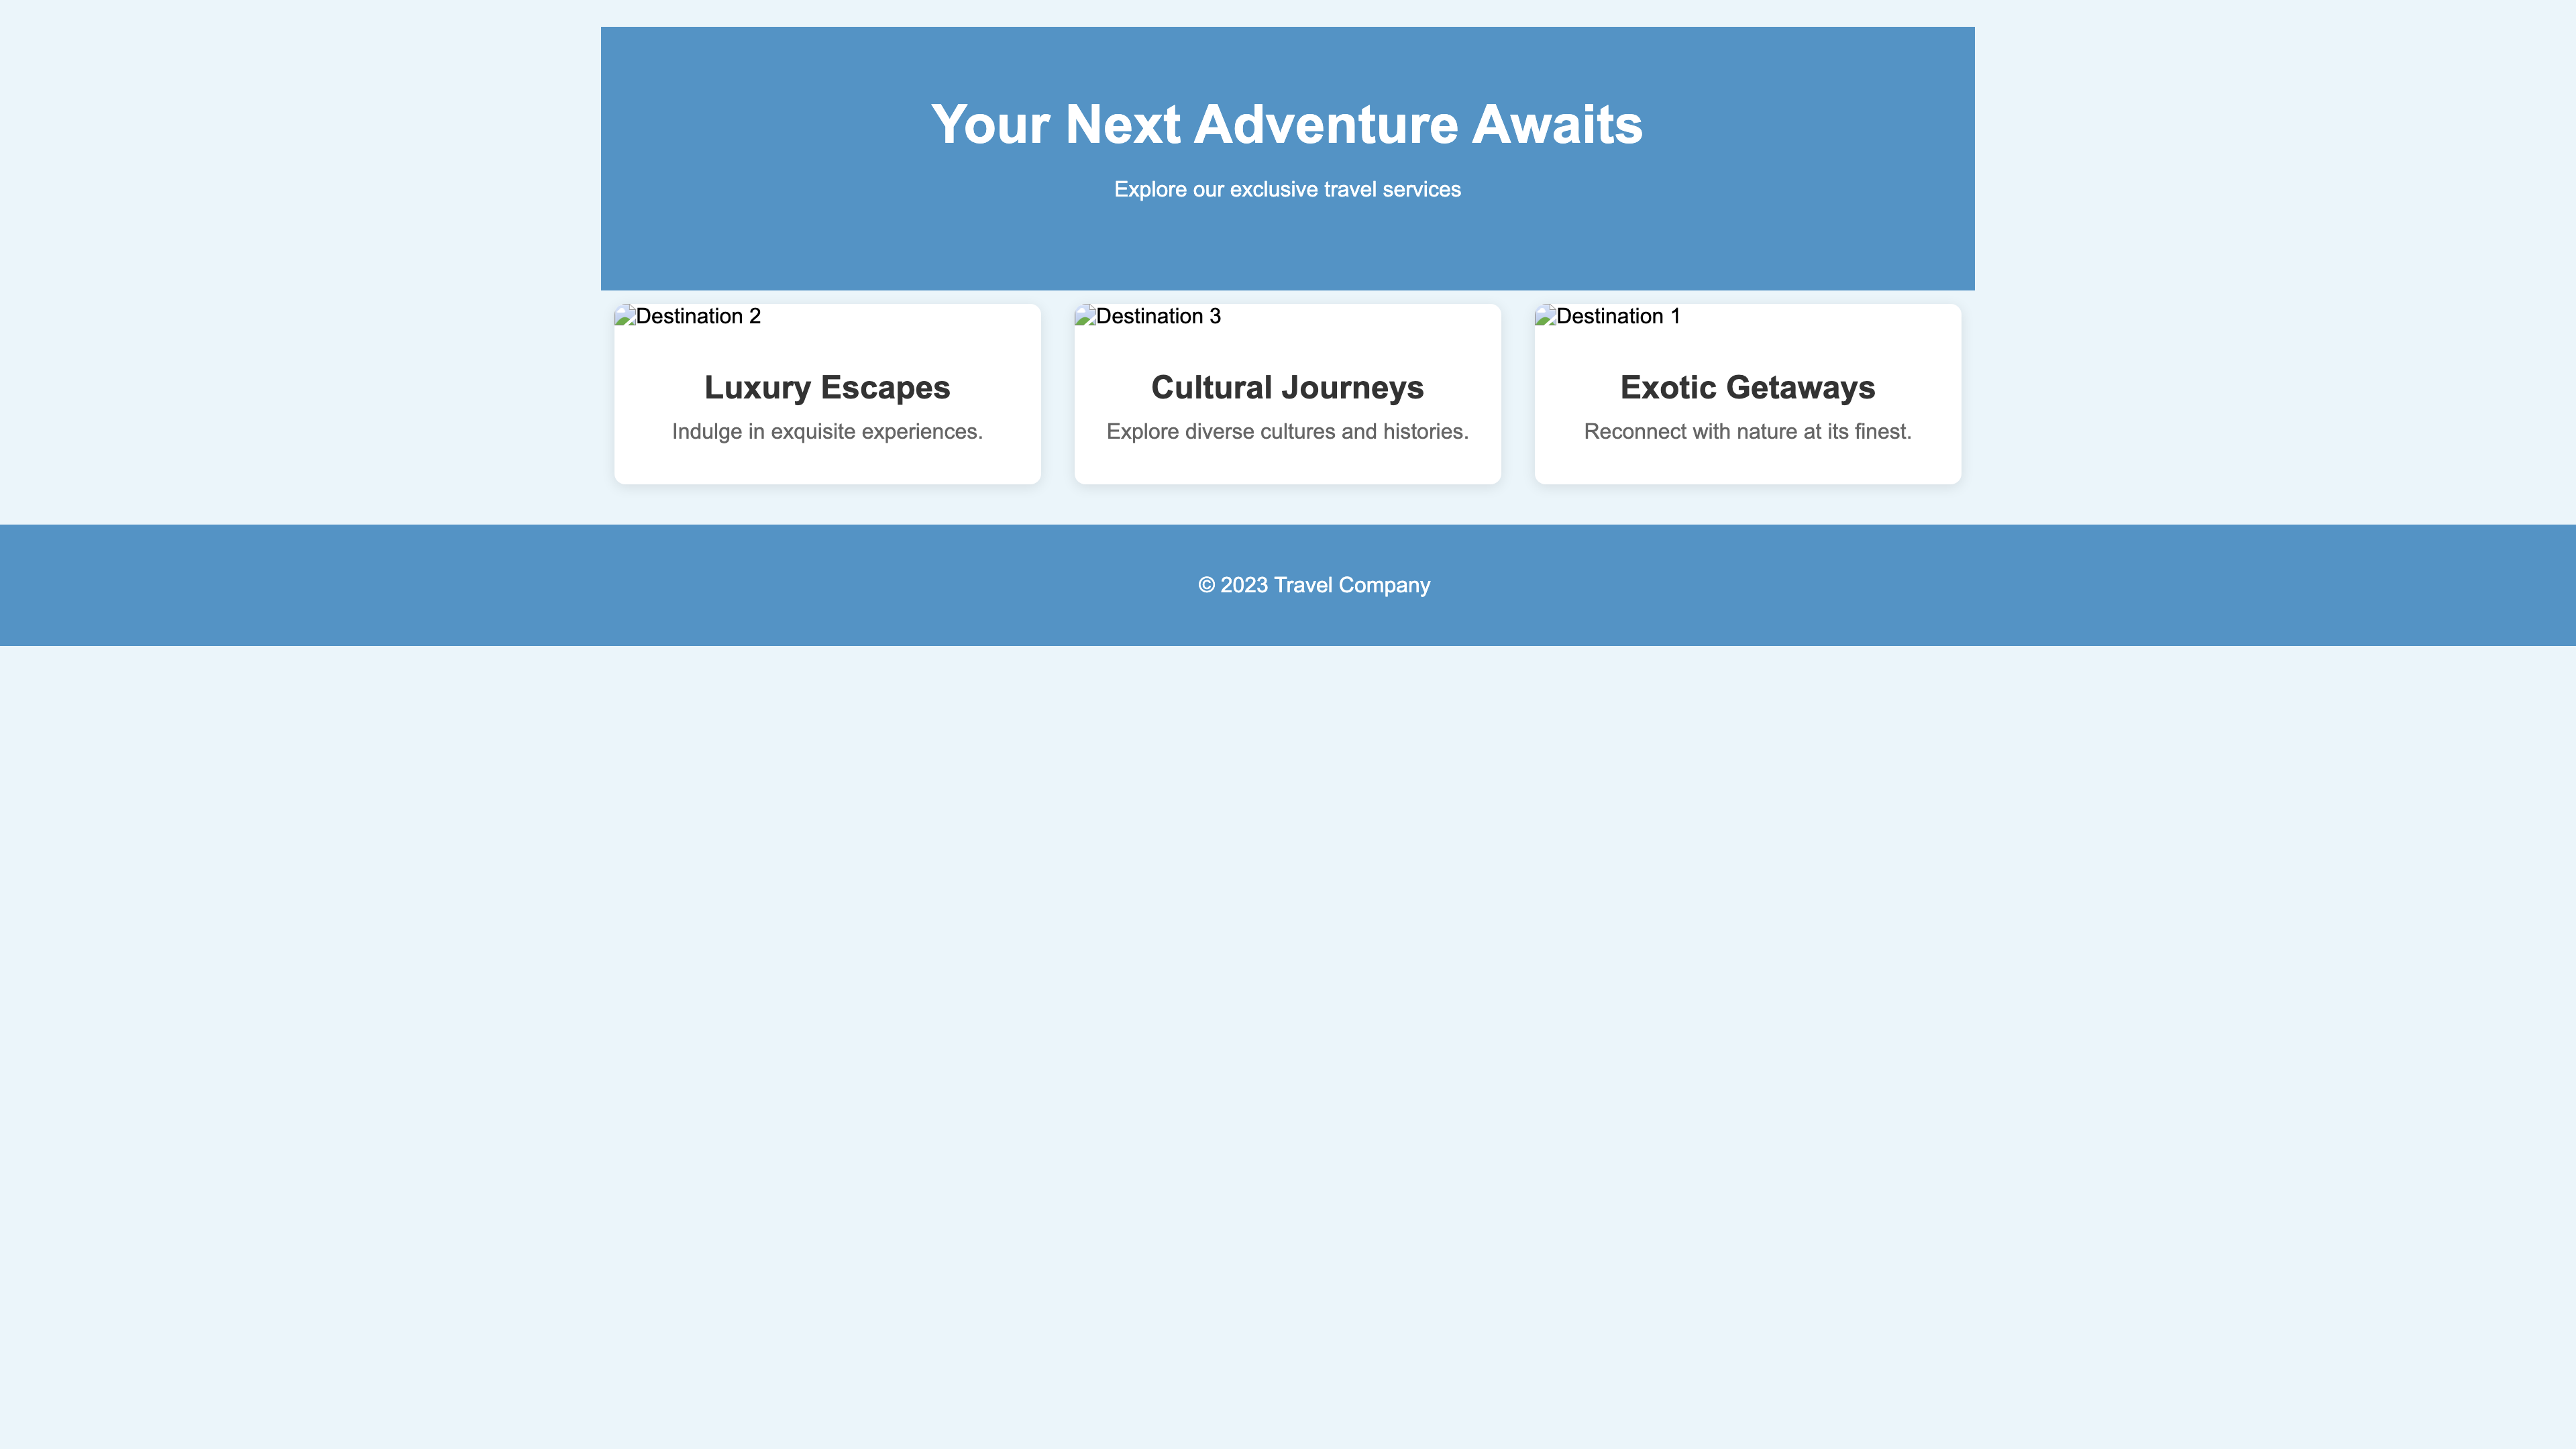 Your Next Adventure Awaits
Explore our exclusive travel services
Destination 2
Luxury Escapes
Indulge in exquisite experiences.
Destination 3
Cultural Journeys
Explore diverse cultures and histories.
Destination 1
Exotic Getaways
Reconnect with nature at its finest.
© 2023 Travel Company